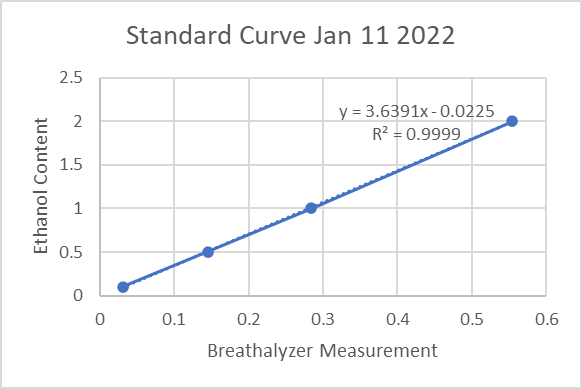 Standard Curve Jan 11 2022
2.5
y = 3.6391x - 0.0225
2
R² = 0.9999
1.5
1
0.5
0
0 0.1 0.2 0.3 0.4 0.5 0.6
Ethanol Content
Breathalyzer Measurement